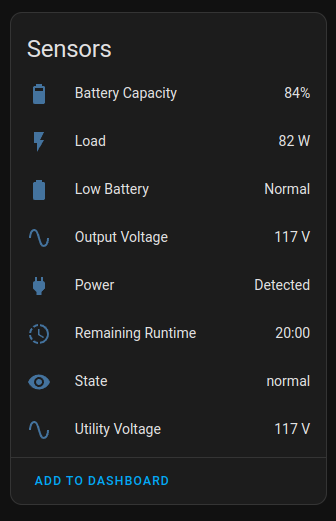 Sensors
Battery Capacity 84%
Load 82 W
Low Battery Normal
Output Voltage 117 V
Power Detected
Remaining Runtime 20:00
State normal
Utility Voltage 117 V
ADD TO DASHBOARD